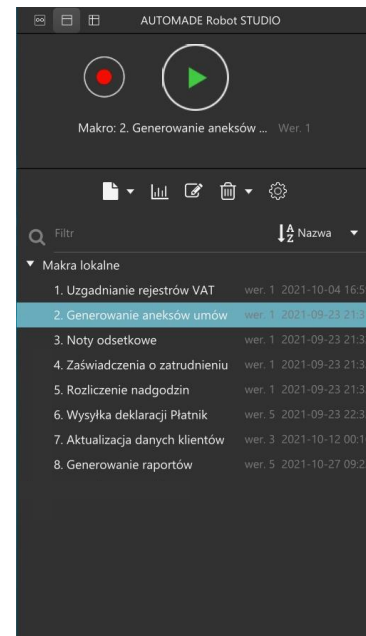 AUTOMADE Robot STUDIO
Makro: 2. Generowanie aneksów ... Wer. 1
Filtr
A Z Nazwa
Makra lokalne
1. Uzgadnianie rejestrów VAT wer. 1 2021-10-04 16:5
2. Generowanie aneksów umów wer. 1 2021-09-23 21:3
3. Noty odsetkowe wer. 1 2021-09-23 21:3
4. Zaświadczenia o zatrudnieniu wer. 1 2021-09-23 21:3
5. Rozliczenie nadgodzin wer. 1 2021-09-23 21:3
6. Wysyłka deklaracji Płatnik wer. 5 2021-09-23 22:3
7. Aktualizacja danych klientów wer. 3 2021-10-12 00:1
8. Generowanie raportów wer. 5 2021-10-27 09:2